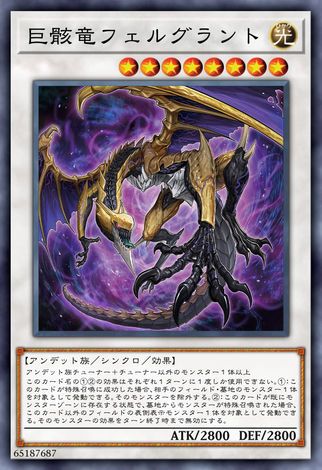 巨骸竜フェルグラント
光
【アンデット族/シンクロ/効果】
アンデット族チューナー+チューナー以外のモンスター1体以上
このカード名の①②の効果はそれぞれ1ターンに1度しか使用できない。①:こ
のカードが特殊召喚に成功した場合、相手のフィールド・墓地のモンスター1体
を対象として発動できる。そのモンスターを除外する。②:このカードが既にモ
ンスターゾーンに存在する状態で、墓地からモンスターが特殊召喚された場合、
このカード以外のフィールドの表側表示モンスター1体を対象として発動でき
る。そのモンスターの効果をターン終了時まで無効にする。
ATK/2800 DEF/2800
65187687